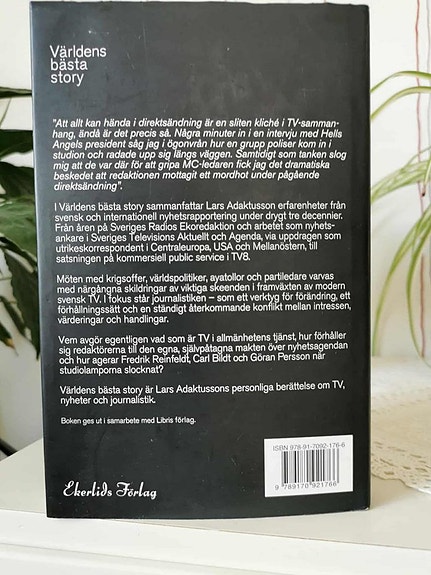 Världens
bästa
story
"Att allt kan hända i direktsändning är en sliten kliché i TV-samman-
hang, ändå är det precis så. Några minuter in i en intervju med Hells
Angels president såg jag i ögonvrån hur en grupp poliser kom in i
studion och radade upp sig längs väggen. Samtidigt som tanken slog
mig att de var där för att gripa MC-ledaren fick jag det dramatiska
beskedet att redaktionen mottagit ett mordhot under pågående
direktsändning".
I Världens bästa story sammanfattar Lars Adaktusson erfarenheter från
svensk och internationell nyhetsrapportering under drygt tre decennier.
Från åren på Sveriges Radios Ekoredaktion och arbetet som nyhets-
ankare i Sveriges Televisions Aktuellt och Agenda, via uppdragen som
utrikeskorrespondent i Centraleuropa, USA och Mellanöstern, till
satsningen på kommersiell public service i TV8.
Möten med krigsoffer, världspolitiker, ayatollor och partiledare varvas
med närgångna skildringar av viktiga skeenden i framväxten av modern
svensk TV. I fokus står journalistiken – som ett verktyg för förändring, ett
förhållningssätt och en ständigt återkommande konflikt mellan intressen,
värderingar och handlingar.
Vem avgör egentligen vad som är TV i allmänhetens tjänst, hur förhåller
sig redaktörerna till den egna, självpåtagna makten över nyhetsagendan
och hur agerar Fredrik Reinfeldt, Carl Bildt och Göran Persson när
studiolamporna slocknat?
Världens bästa story är Lars Adaktussons personliga berättelse om TV,
nyheter och journalistik.
Boken ges ut i samarbete med Libris förlag.
ISBN 978-91-7092-176-6
9789170921766
Ekerlids Förlag